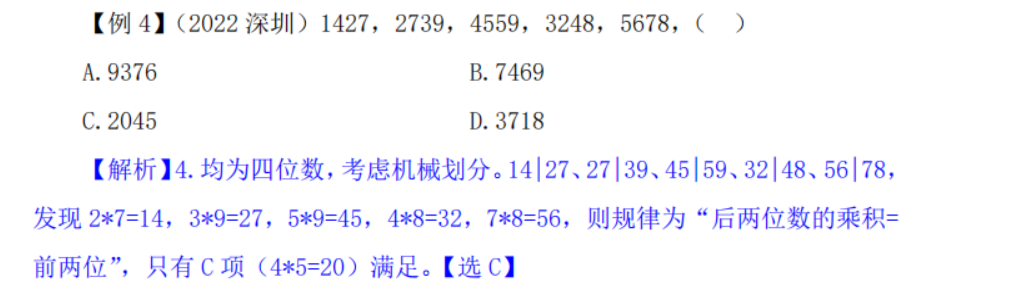 【例 4】（2022 深圳）1427，2739，4559，3248，5678，（ ）
A.9376 B.7469
C.2045 D.3718
【解析】4.均为四位数，考虑机械划分。14|27、27|39、45|59、32|48、56|78，
发现 2*7=14，3*9=27，5*9=45，4*8=32，7*8=56，则规律为“后两位数的乘积=
前两位”，只有 C 项（4*5=20）满足。【选 C】